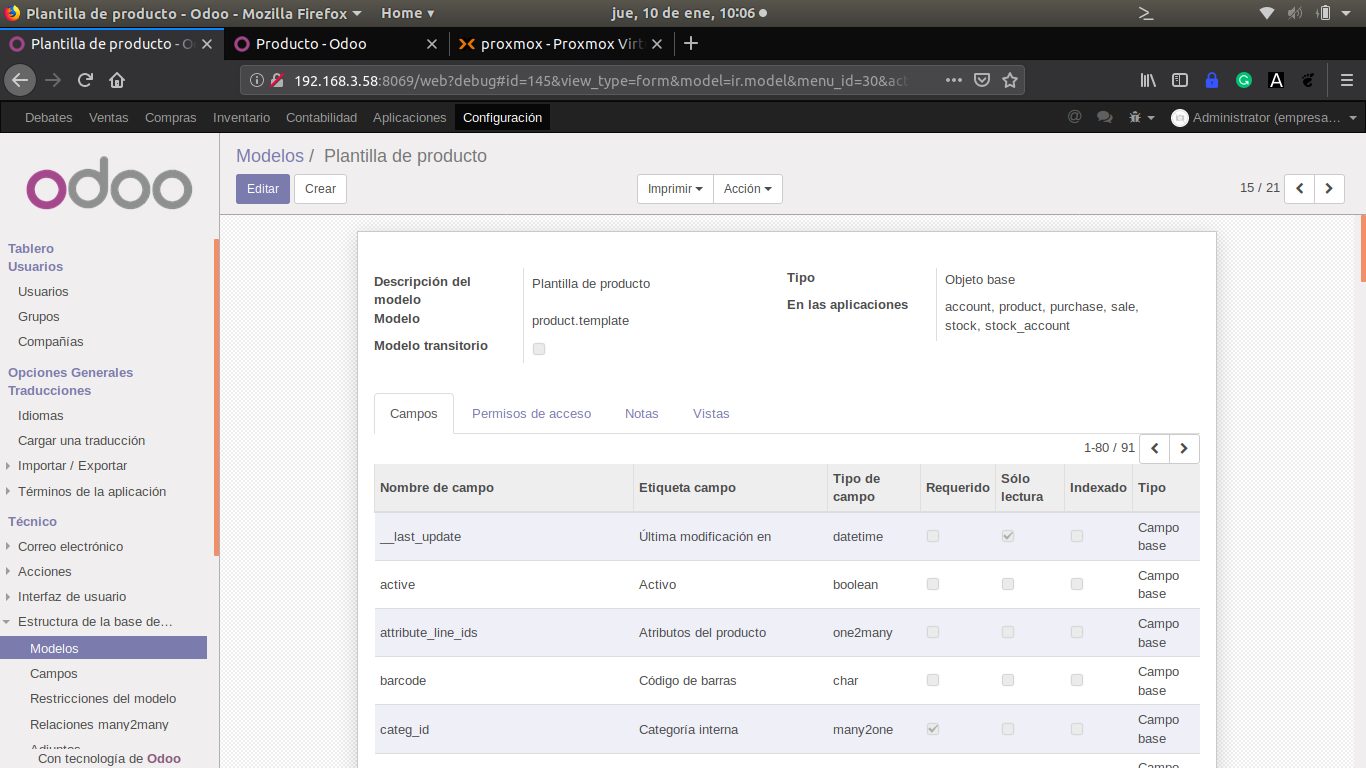 Plantilla de producto - Odoo - Mozilla Firefox ▾ Home ▾ jue, 10 de ene, 10:06
Plantilla de producto - O
Producto - Odoo
proxmox - Proxmox Virt
192.168.3.58:8069/web?debug#id=145&view_type=form&model=ir.model&menu_id=30&act
Debates Ventas Compras Inventario Contabilidad Aplicaciones Configuración
Administrator (empresa…
odoo
Modelos / Plantilla de producto
Editar Crear Imprimir Acción 15 / 21
Tablero
Usuarios
Usuarios
Grupos
Compañías
Opciones Generales
Traducciones
Idiomas
Cargar una traducción
Importar / Exportar
Términos de la aplicación
Técnico
Correo electrónico
Acciones
Interfaz de usuario
Estructura de la base de…
Modelos
Campos
Restricciones del modelo
Relaciones many2many
Adjuntos
Con tecnología de Odoo
Descripción del modelo
Plantilla de producto
Modelo
product.template
Modelo transitorio
Tipo
Objeto base
En las aplicaciones
account, product, purchase, sale,
stock, stock_account
Campos Permisos de acceso Notas Vistas
1-80 / 91
Nombre de campo Etiqueta campo Tipo de campo Requerido Sólo lectura Indexado Tipo
__last_update Última modificación en datetime Campo base
active Activo boolean Campo base
attribute_line_ids Atributos del producto one2many Campo base
barcode Código de barras char Campo base
categ_id Categoría interna many2one Campo base
Campo